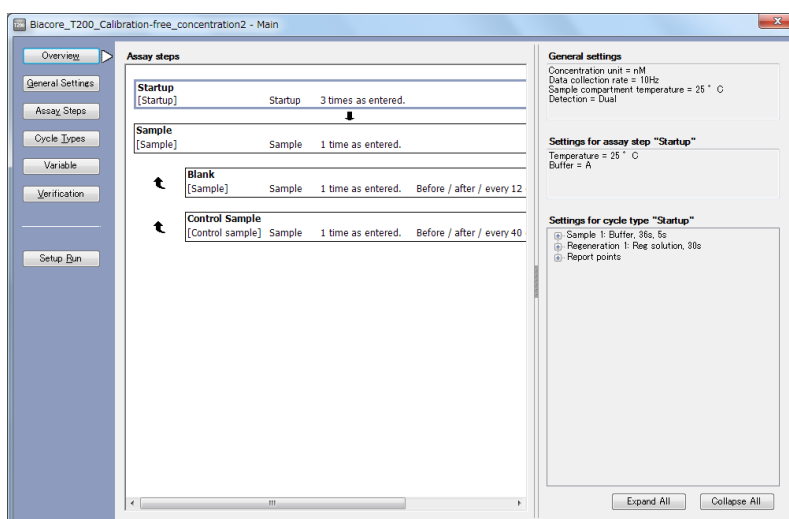 Biacore_T200_Calibration-free_concentration2 - Main
Overview
General Settings
Assay Steps
Cycle Types
Variable
Verification
Setup Run
Assay steps
Startup
[Startup] Startup 3 times as entered.
Sample
[Sample] Sample 1 time as entered.
Blank
[Sample] Sample 1 time as entered. Before / after / every 12
Control Sample
[Control sample] Sample 1 time as entered. Before / after / every 40
General settings
Concentration unit = nM
Data collection rate = 10Hz
Sample compartment temperature = 25 ° C
Detection = Dual
Settings for assay step "Startup"
Temperature = 25 ° C
Buffer = A
Settings for cycle type "Startup"
Sample 1: Buffer, 36s, 5s
Regeneration 1: Reg solution, 30s
Report points
Expand All Collapse All